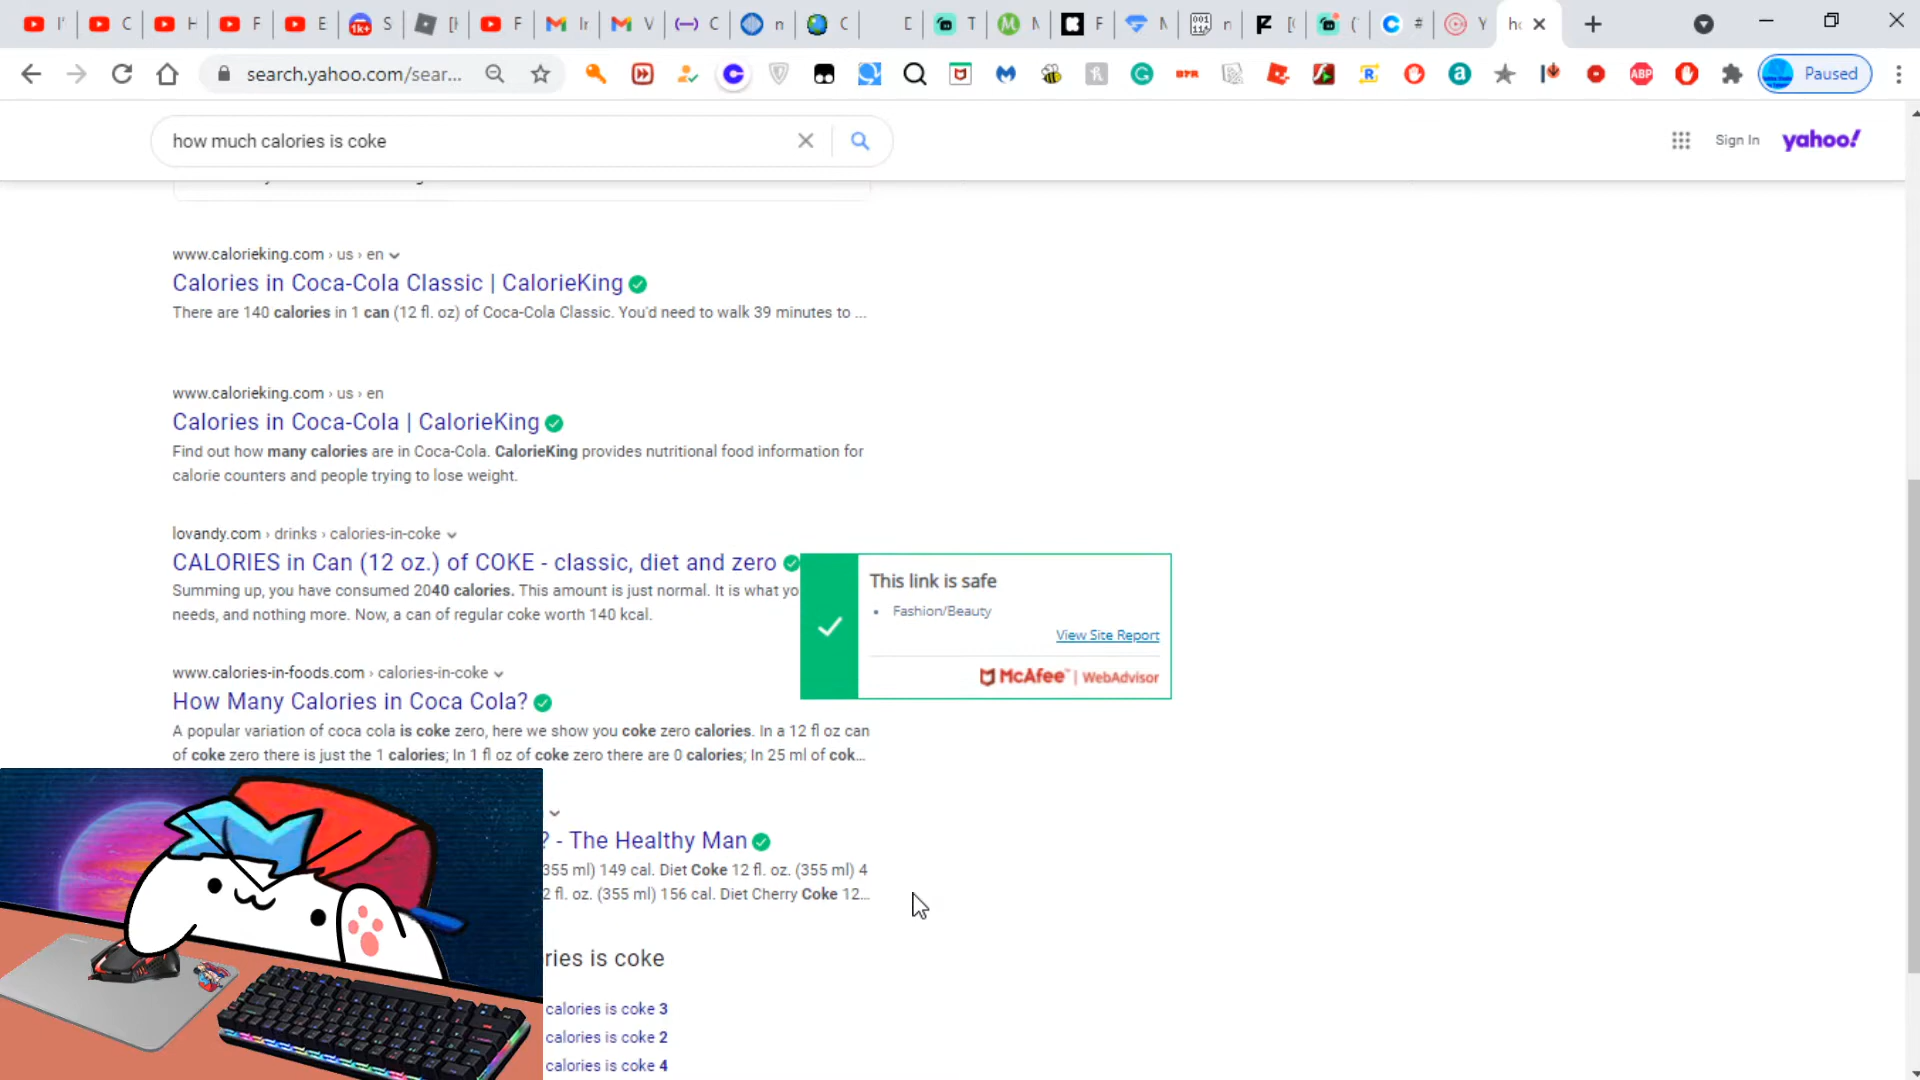 search.yahoo.com/sear...
Paused
how much calories is coke
Sign In
yahoo!
www.calorieking.com › us › en
Calories in Coca-Cola Classic | CalorieKing
There are 140 calories in 1 can (12 fl. oz) of Coca-Cola Classic. You'd need to walk 39 minutes to ...
www.calorieking.com › us › en
Calories in Coca-Cola | CalorieKing
Find out how many calories are in Coca-Cola. CalorieKing provides nutritional food information for
calorie counters and people trying to lose weight.
lovandy.com › drinks › calories-in-coke
CALORIES in Can (12 oz.) of COKE - classic, diet and zero
Summing up, you have consumed 2040 calories. This amount is just normal. It is what yo
needs, and nothing more. Now, a can of regular coke worth 140 kcal.
This link is safe
Fashion/Beauty
View Site Report
McAfee™ | WebAdvisor
www.calories-in-foods.com › calories-in-coke
How Many Calories in Coca Cola?
A popular variation of coca cola is coke zero, here we show you coke zero calories. In a 12 fl oz can
of coke zero there is just the 1 calories; In 1 fl oz of coke zero there are 0 calories; In 25 ml of cok...
? - The Healthy Man
355 ml) 149 cal. Diet Coke 12 fl. oz. (355 ml) 4
2 fl. oz. (355 ml) 156 cal. Diet Cherry Coke 12...
ries is coke
calories is coke 3
calories is coke 2
calories is coke 4